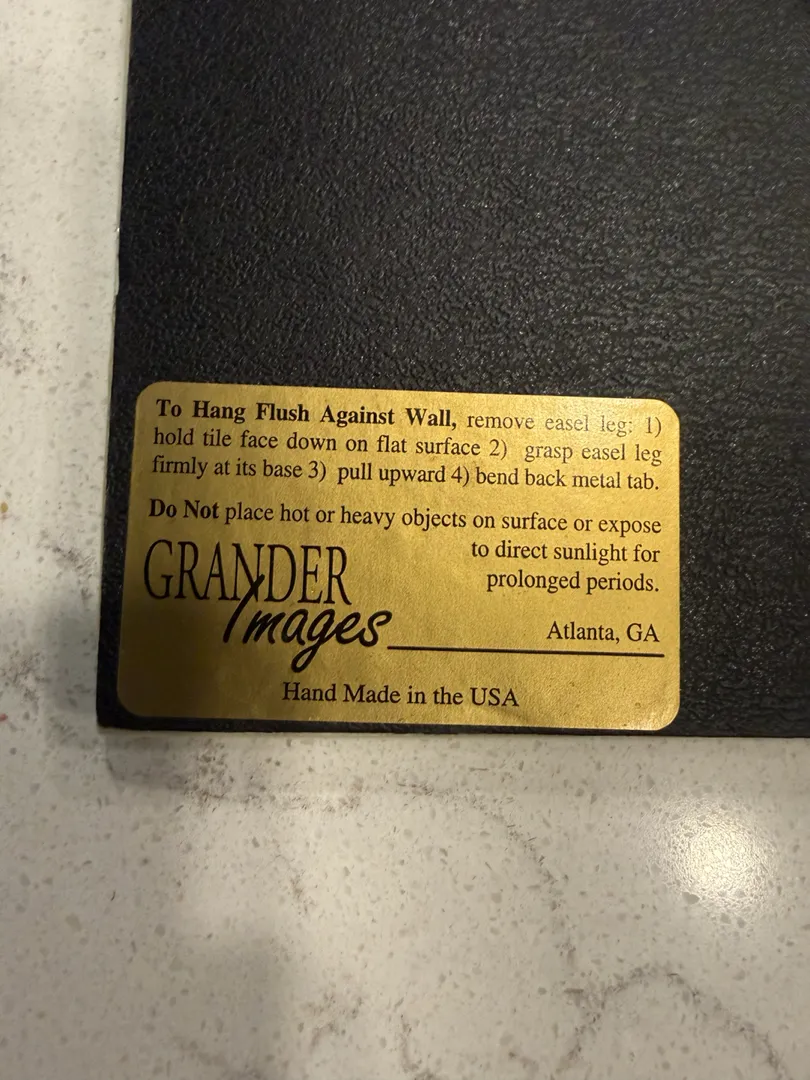 To Hang Flush Against Wall, remove easel leg: 1)
hold tile face down on flat surface 2) grasp easel leg
firmly at its base 3) pull upward 4) bend back metal tab.
Do Not place hot or heavy objects on surface or expose
to direct sunlight for
prolonged periods.
GRANDER
Images
Atlanta, GA
Hand Made in the USA